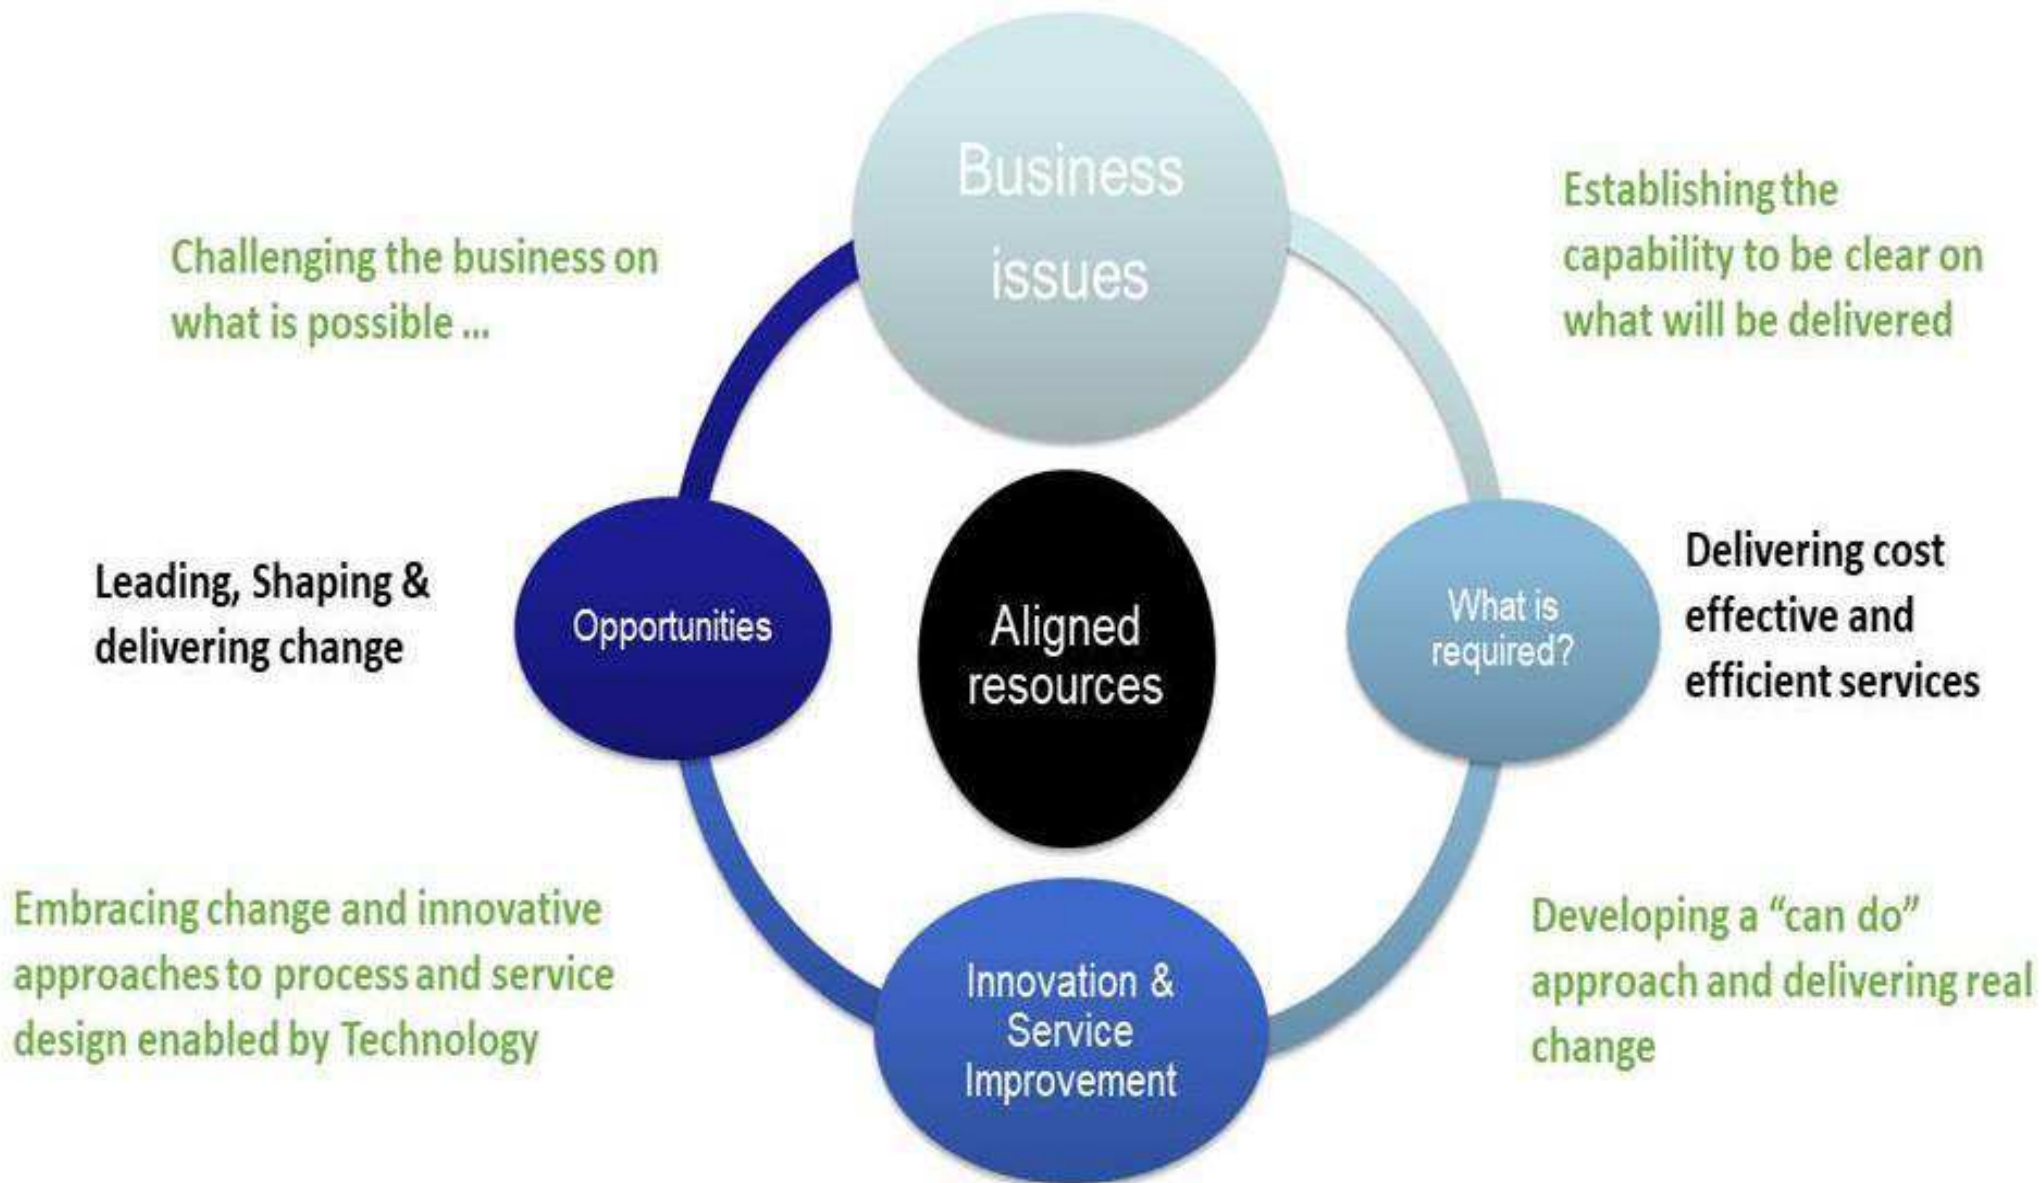 Business
issues
Challenging the business on
what is possible ...
Establishing the
capability to be clear on
what will be delivered
Leading, Shaping &
delivering change
Opportunities
Aligned
resources
What is
required?
Delivering cost
effective and
efficient services
Embracing change and innovative
approaches to process and service
design enabled by Technology
Innovation &
Service
Improvement
Developing a “can do”
approach and delivering real
change